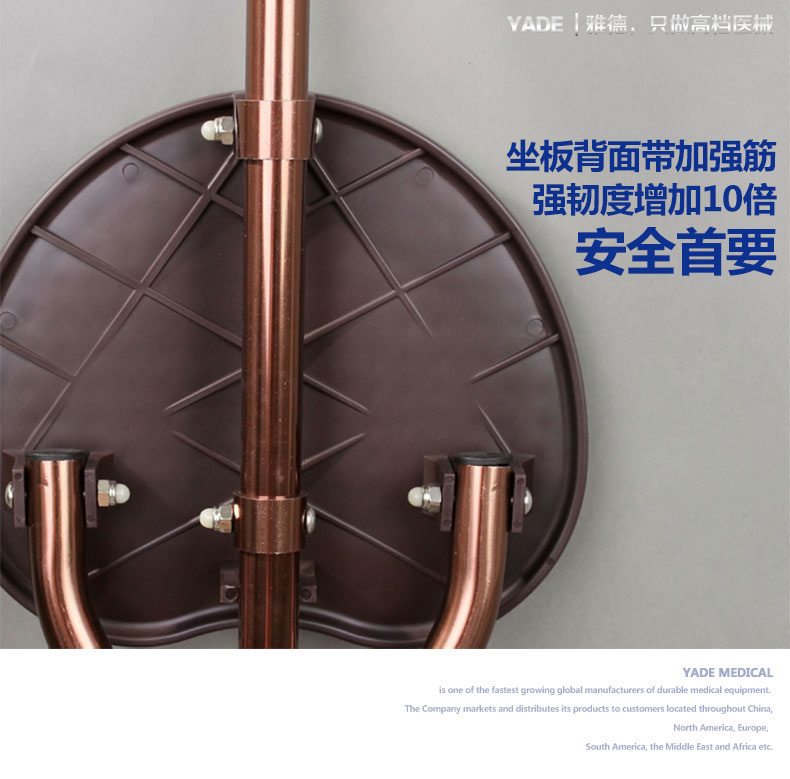 YADE | 雅德，只做高档医械
坐板背面带加强筋
强韧度增加10倍
安全首要
YADE MEDICAL
is one of the fastest growing global manufacturers of durable medical equipment.
The Company markets and distributes its products to customers located throughout China,
North America, Europe,
South America, the Middle East and Africa etc.